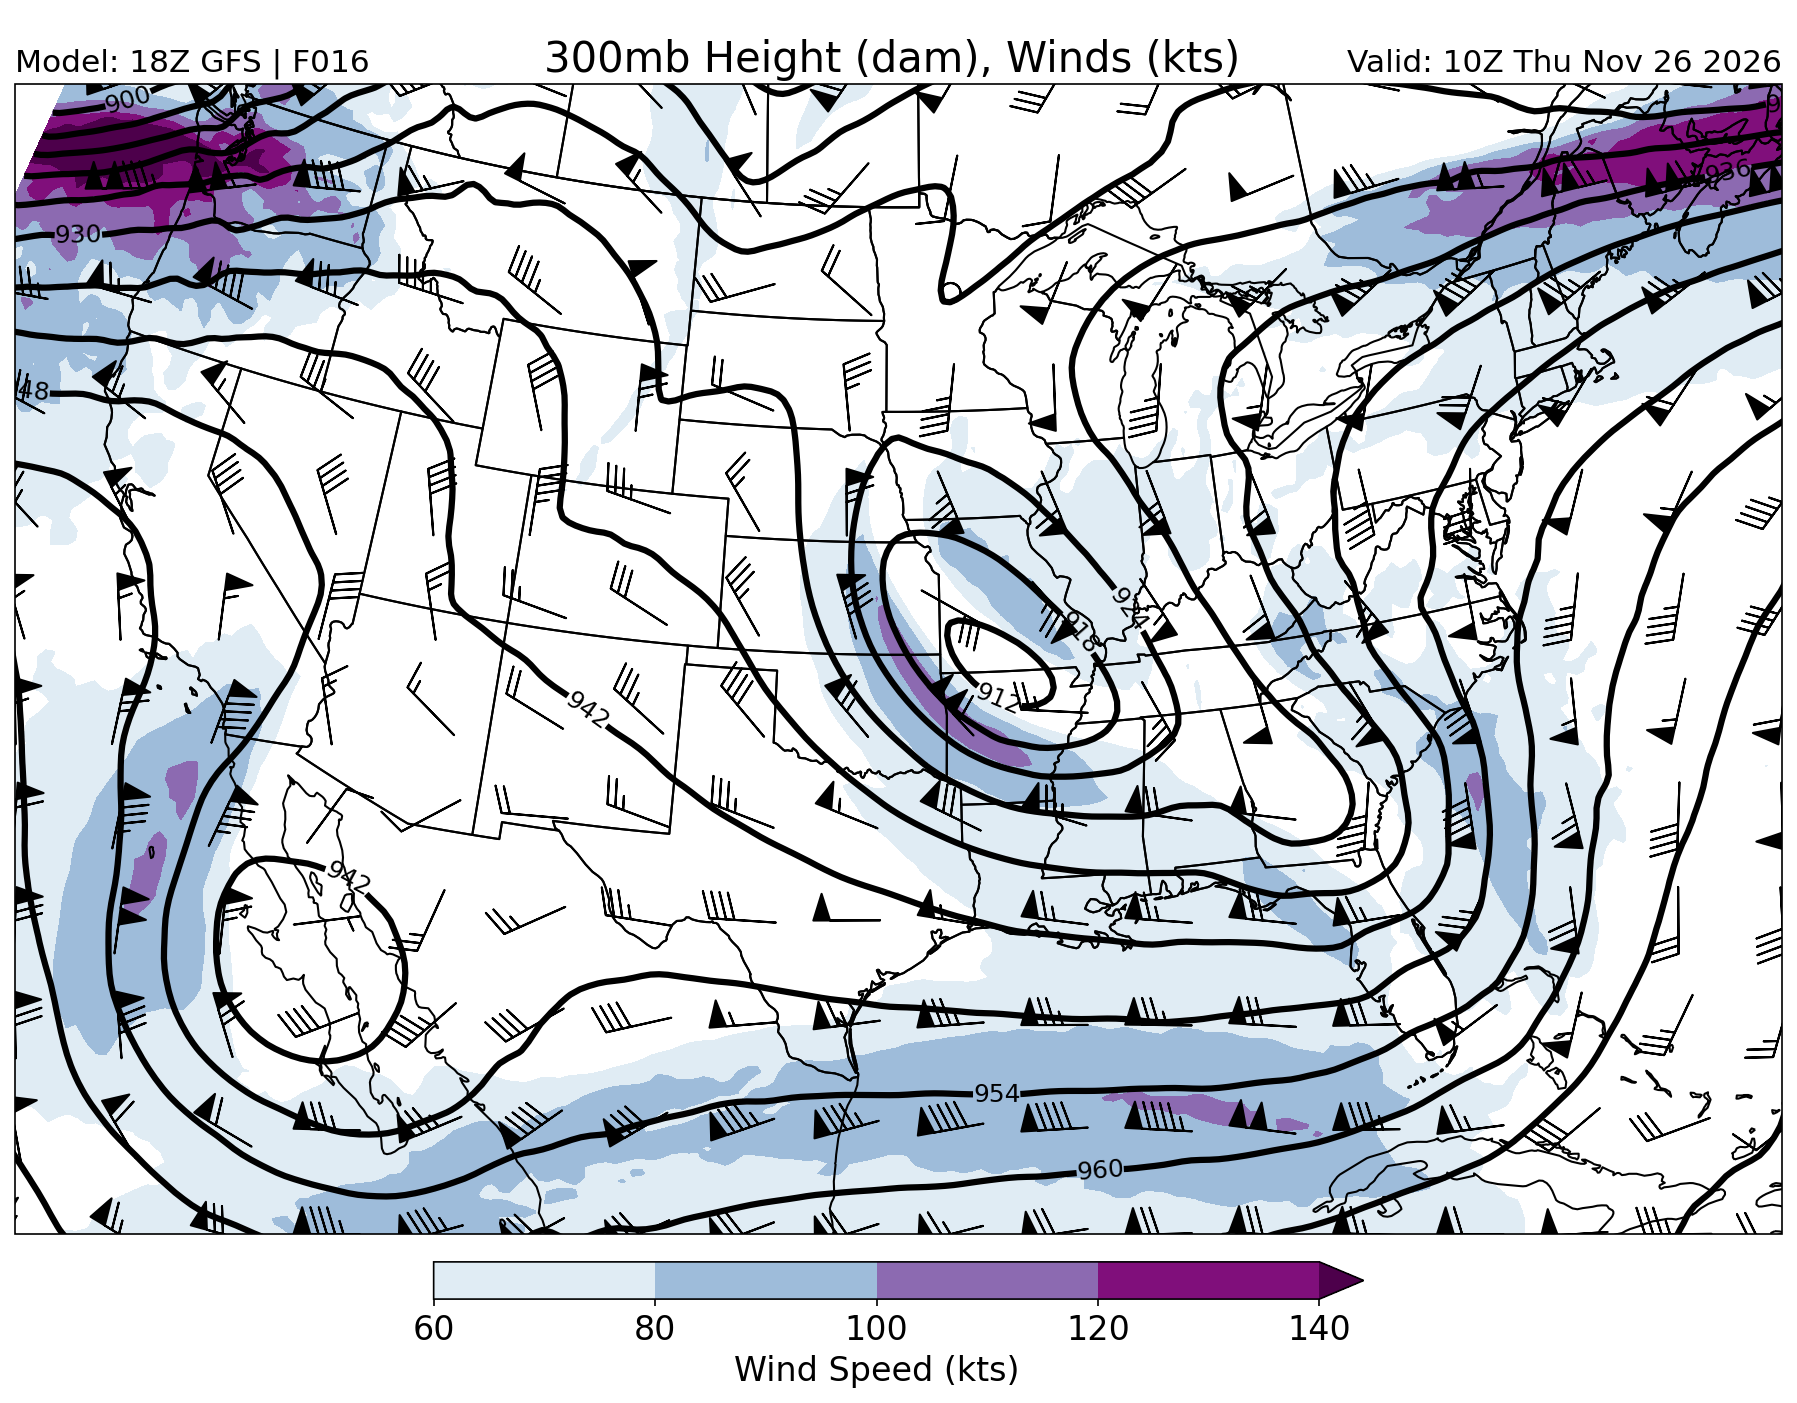 Model: 18Z GFS | F016
300mb Height (dam), Winds (kts)
Valid: 10Z Thu Nov 26 2026
900
936
930
48
924
918
912
942
942
954
960
60 80 100 120 140
Wind Speed (kts)